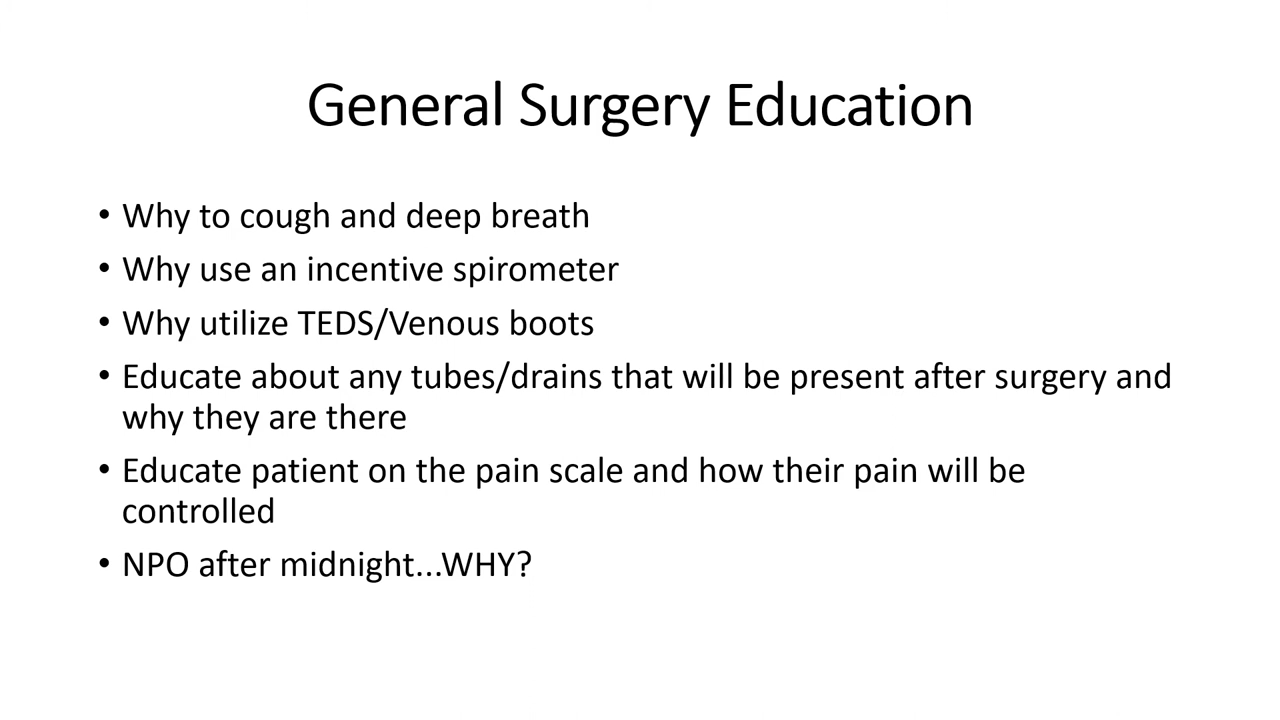 General Surgery Education
• Why to cough and deep breath
• Why use an incentive spirometer
• Why utilize TEDS/Venous boots
• Educate about any tubes/drains that will be present after surgery and
why they are there
• Educate patient on the pain scale and how their pain will be
controlled
• NPO after midnight...WHY?